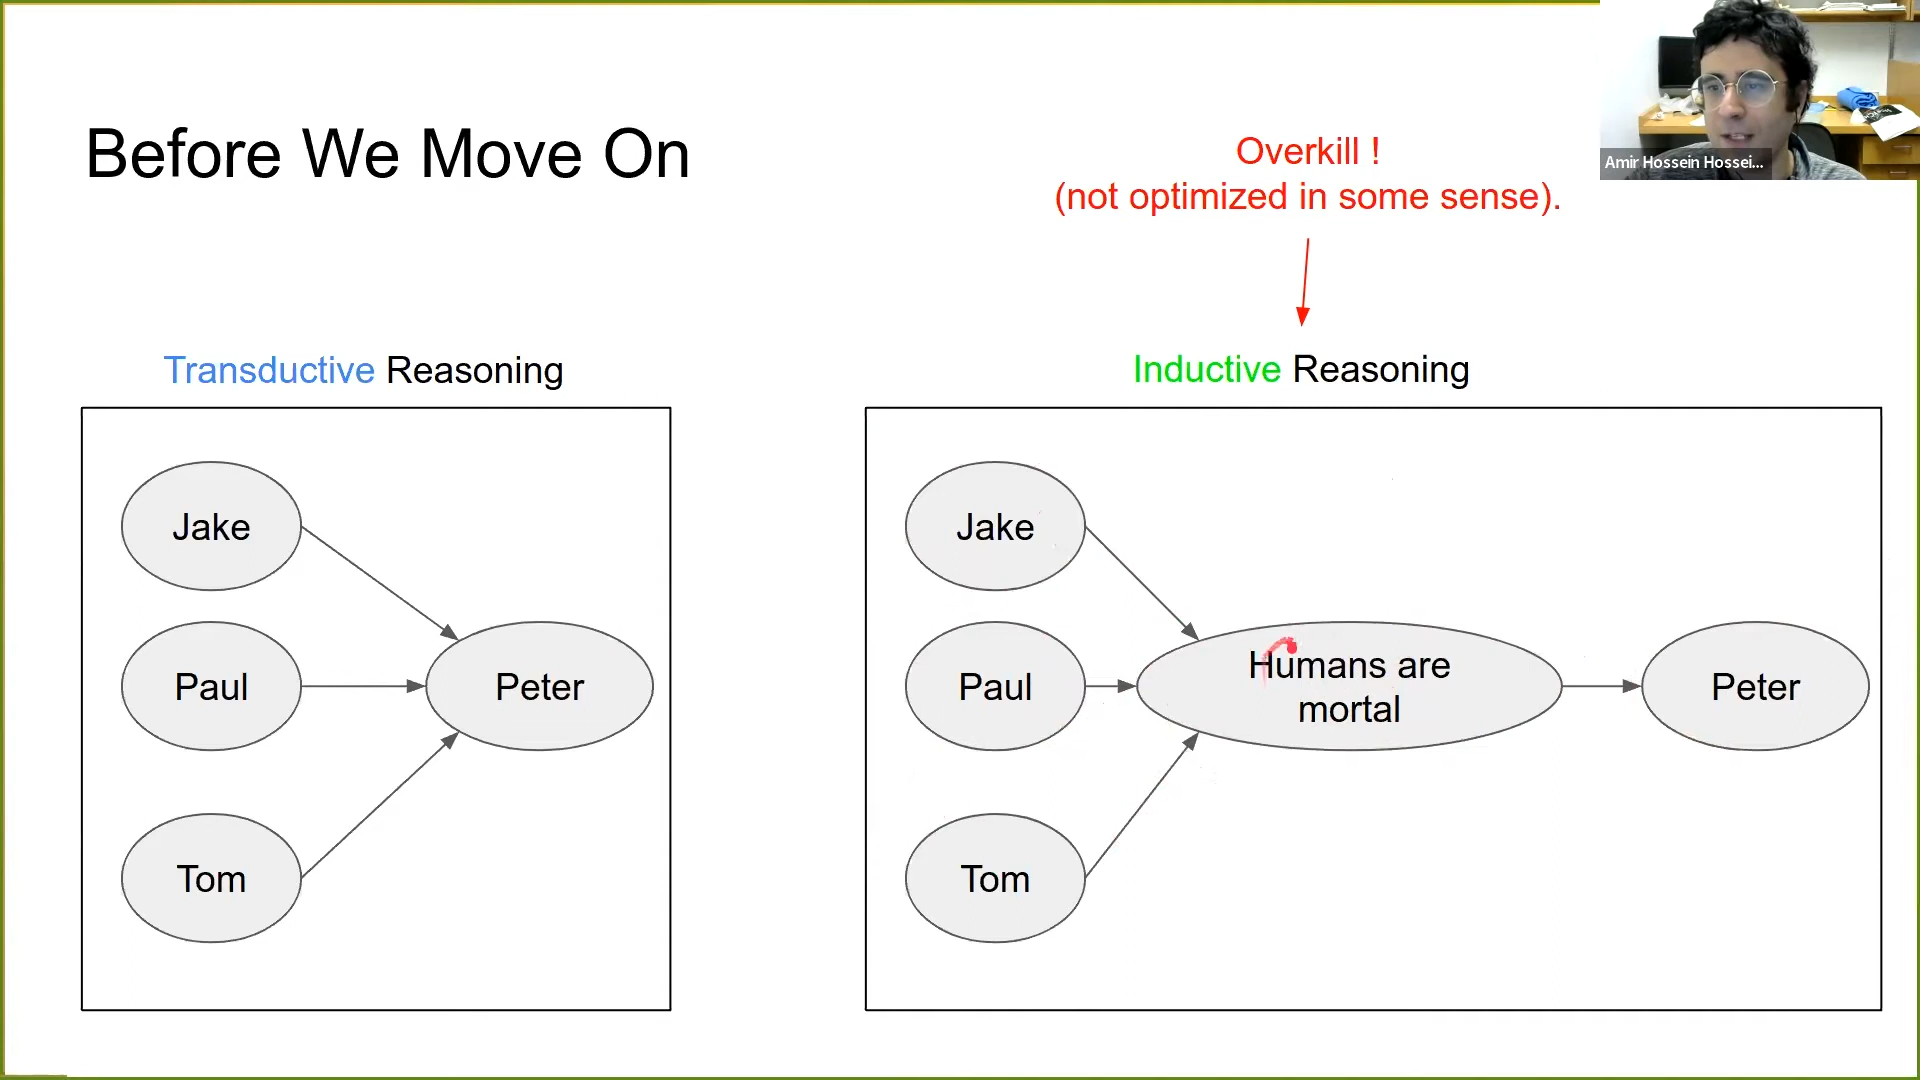 Before We Move On
Overkill !
(not optimized in some sense).
Amir Hossein Hossei...
Transductive Reasoning
Jake
Paul
Tom
Peter
Inductive Reasoning
Jake
Paul
Tom
Humans are
mortal
Peter